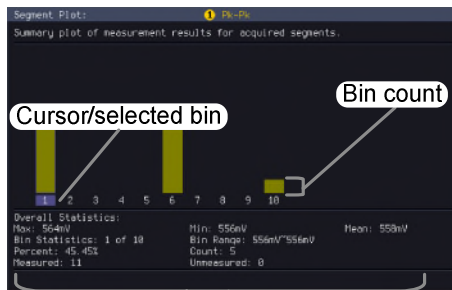 Segment Plot: 1 Pk-Pk
Summary plot of measurement results for acquired segments.
Bin count
Cursor/selected bin
1 2 3 4 5 6 7 8 9 10
Overall Statistics:
Max: 564mV Min: 556mV Mean: 558mV
Bin Statistics: 1 of 10 Bin Range: 556mV~556mV
Percent: 45.45% Count: 5
Measured: 11 Unmeasured: 0